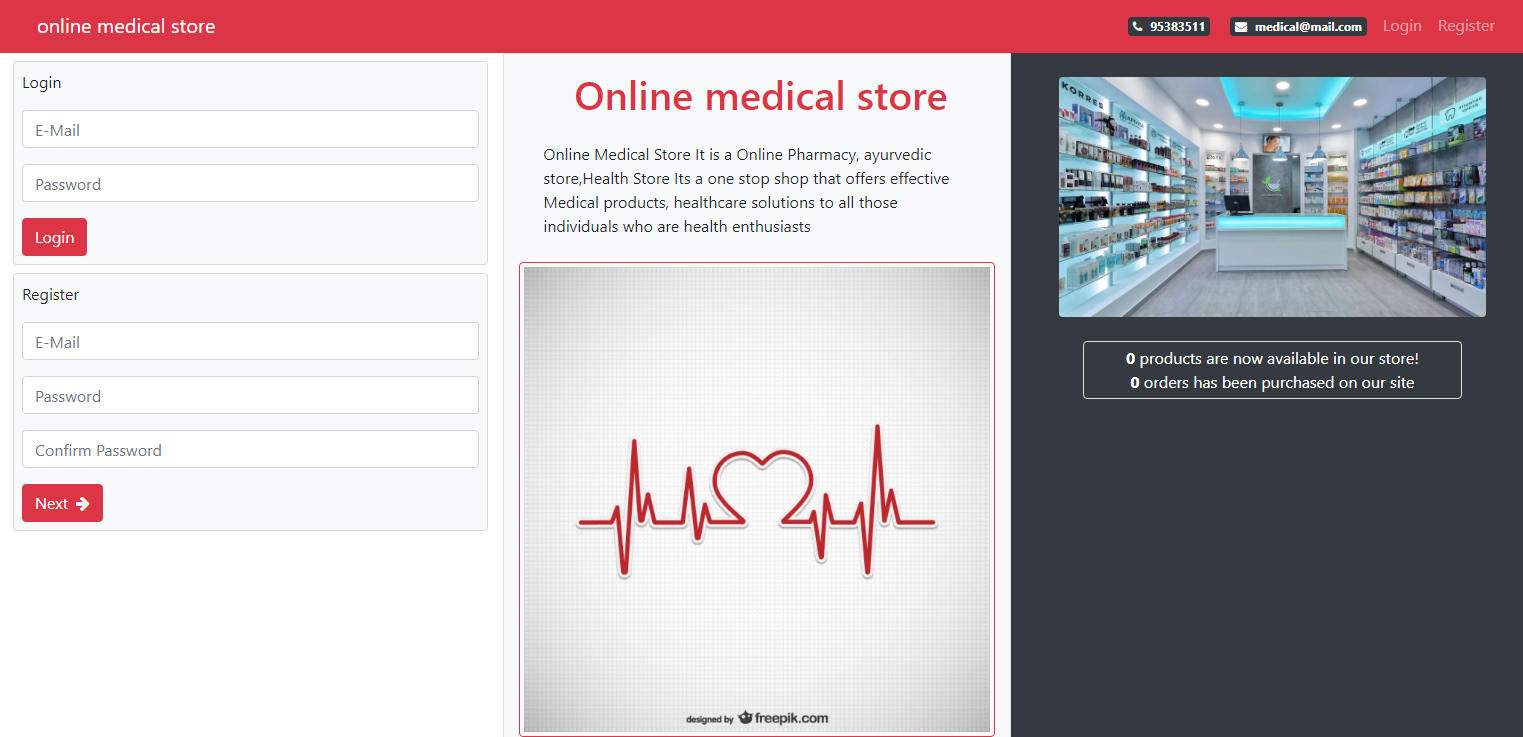 online medical store
95383511
medical@mail.com
Login
Register
Login
E-Mail
Password
Login
Register
E-Mail
Password
Confirm Password
Next
Online medical store
Online Medical Store It is a Online Pharmacy, ayurvedic
store,Health Store Its a one stop shop that offers effective
Medical products, healthcare solutions to all those
individuals who are health enthusiasts
designed by freepik.com
KORRES
0 products are now available in our store!
0 orders has been purchased on our site